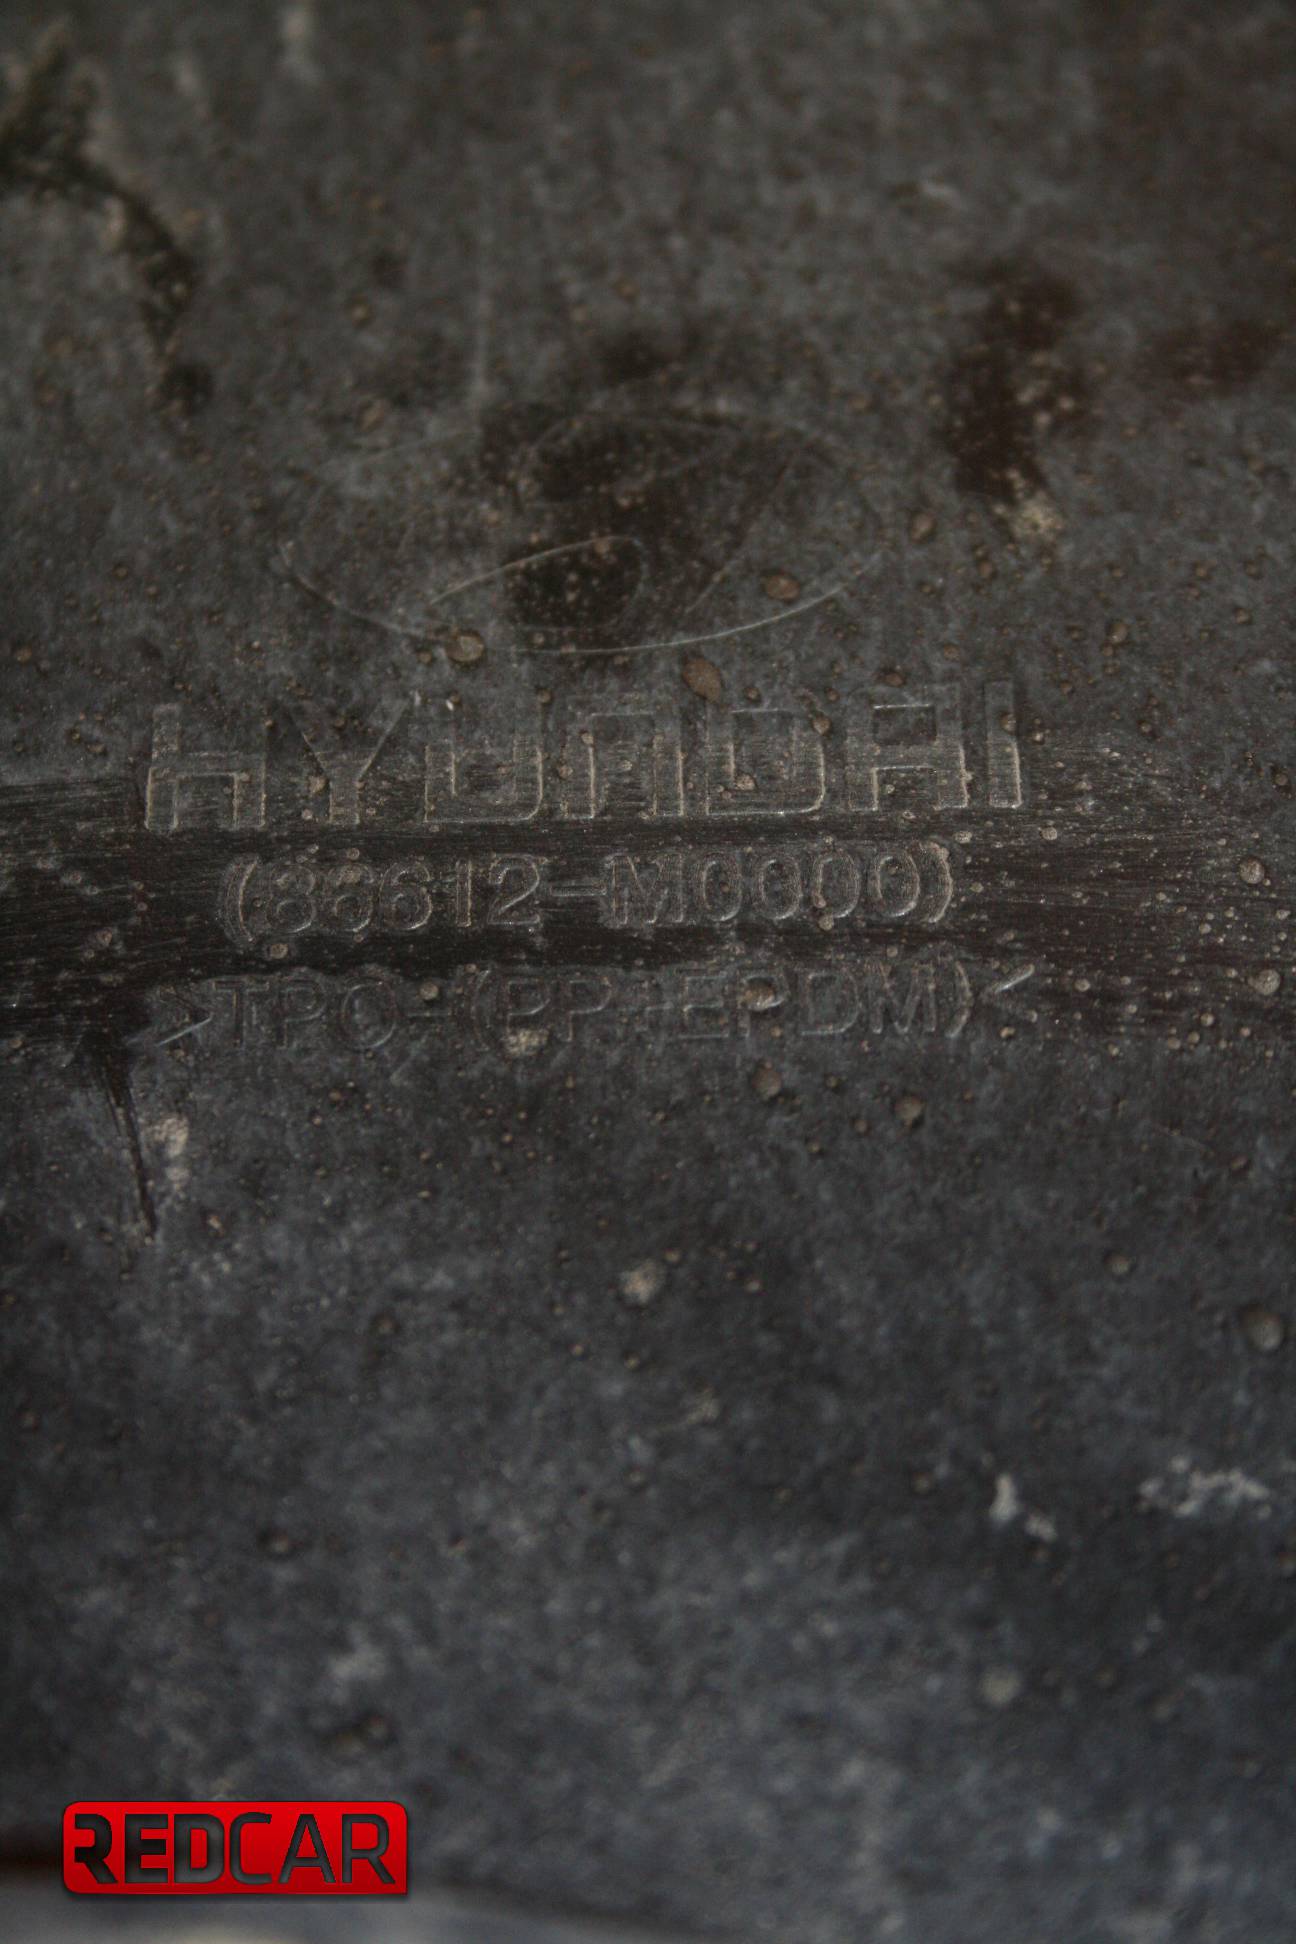 HYUNDAI
(86612-M0000)
>TPO-(PP+EPDM)<
REDCAR